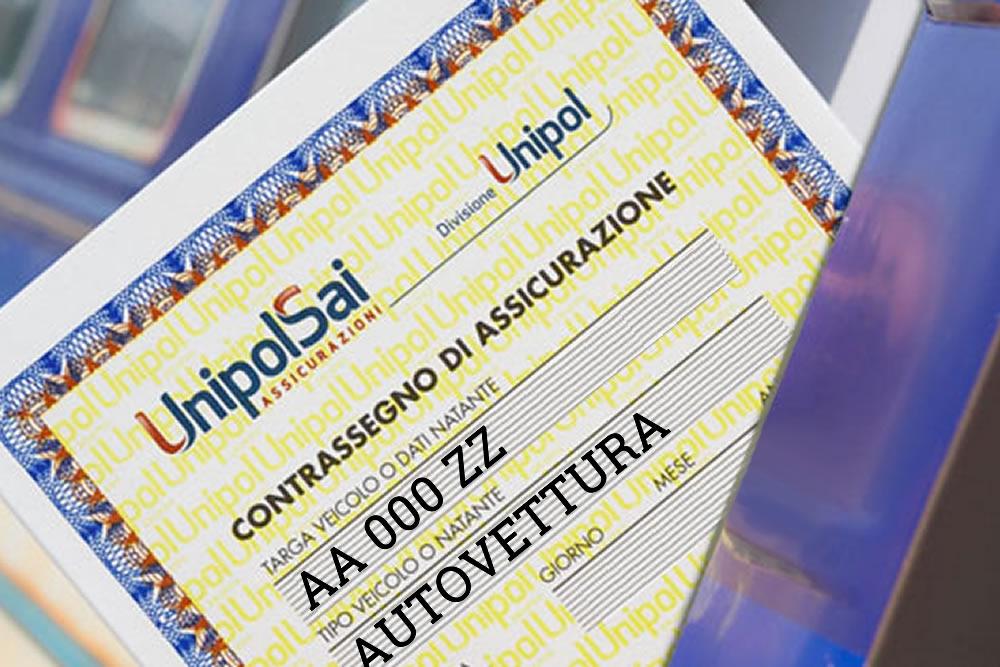 Divisione Unipol
UnipolSai
ASSICURAZIONI
CONTRASSEGNO DI ASSICURAZIONE
TARGA VEICOLO O DATI NATANTE
AA 000 ZZ
TIPO VEICOLO O NATANTE
AUTOVETTURA
GIORNO MESE